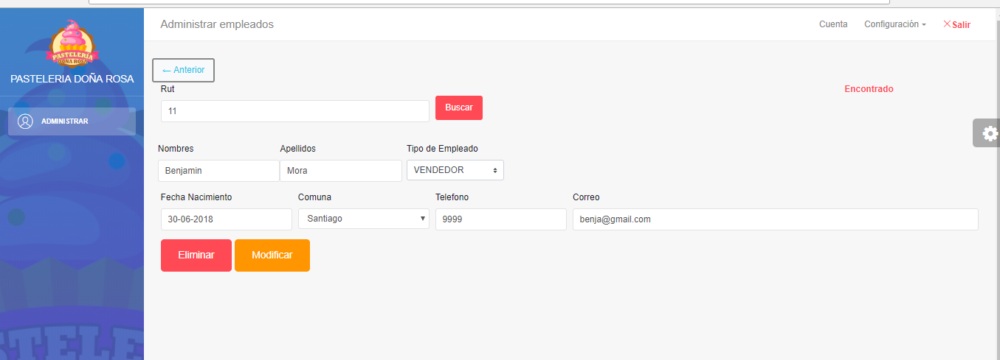 Administrar empleados
Cuenta
Configuración
Salir
PASTELERÍA
DOÑA ROSA
PASTELERIA DOÑA ROSA
ADMINISTRAR
← Anterior
Rut
Encontrado
11
Buscar
Nombres
Apellidos
Tipo de Empleado
Benjamin
Mora
VENDEDOR
Fecha Nacimiento
Comuna
Telefono
Correo
30-06-2018
Santiago
9999
benja@gmail.com
Eliminar
Modificar
STELE